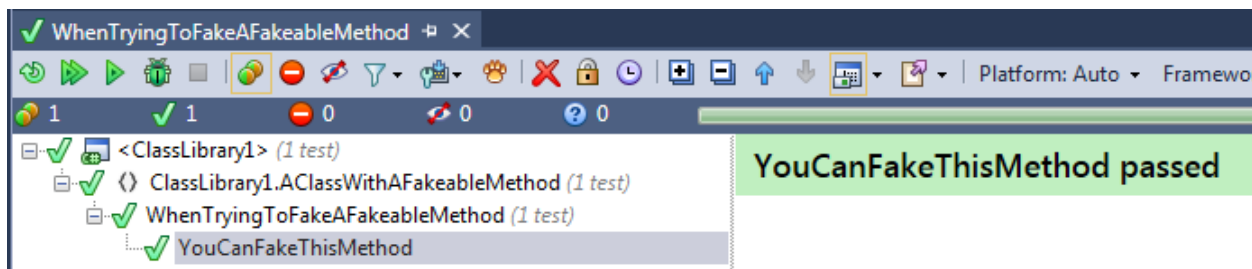 WhenTryingToFakeAFakeableMethod
Platform: Auto Framewo
1 1 0 0 0
<ClassLibrary1> (1 test)
YouCanFakeThisMethod passed
ClassLibrary1.AClassWithAFakeableMethod (1 test)
WhenTryingToFakeAFakeableMethod (1 test)
YouCanFakeThisMethod